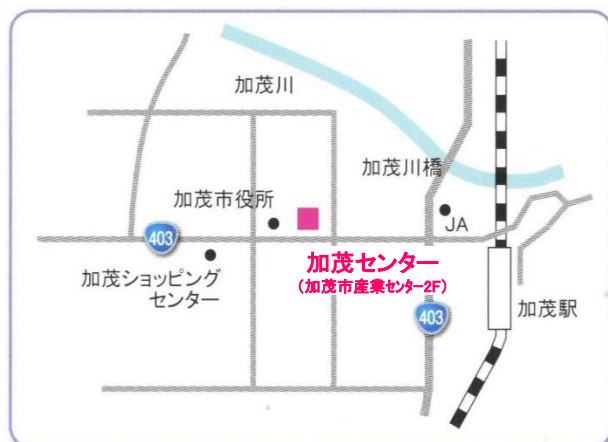 加茂川
加茂川橋
加茂市役所
JA
403
加茂ショッピング
センター
加茂センター
(加茂市産業センター2F)
403
加茂駅